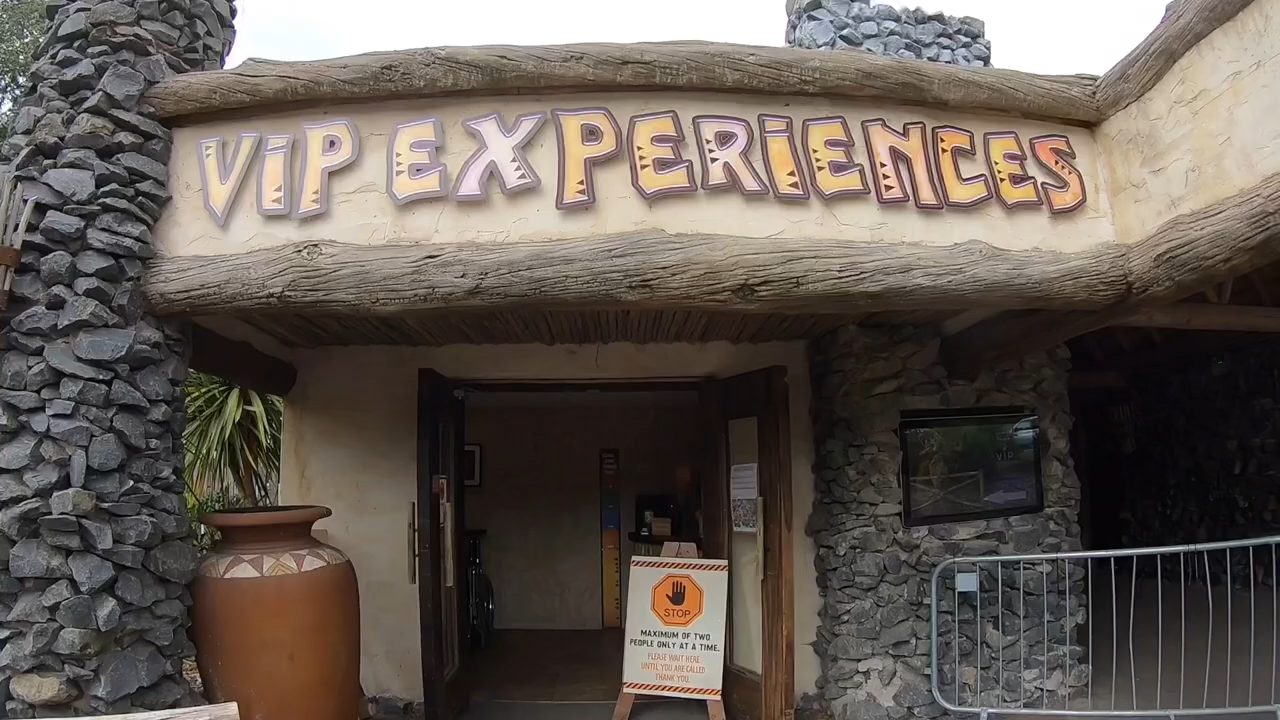 ViP EXPERiENCES
VIP
STOP
MAXIMUM OF TWO
PEOPLE ONLY AT A TIME.
PLEASE WAIT HERE
UNTIL YOU ARE CALLED
THANK YOU.